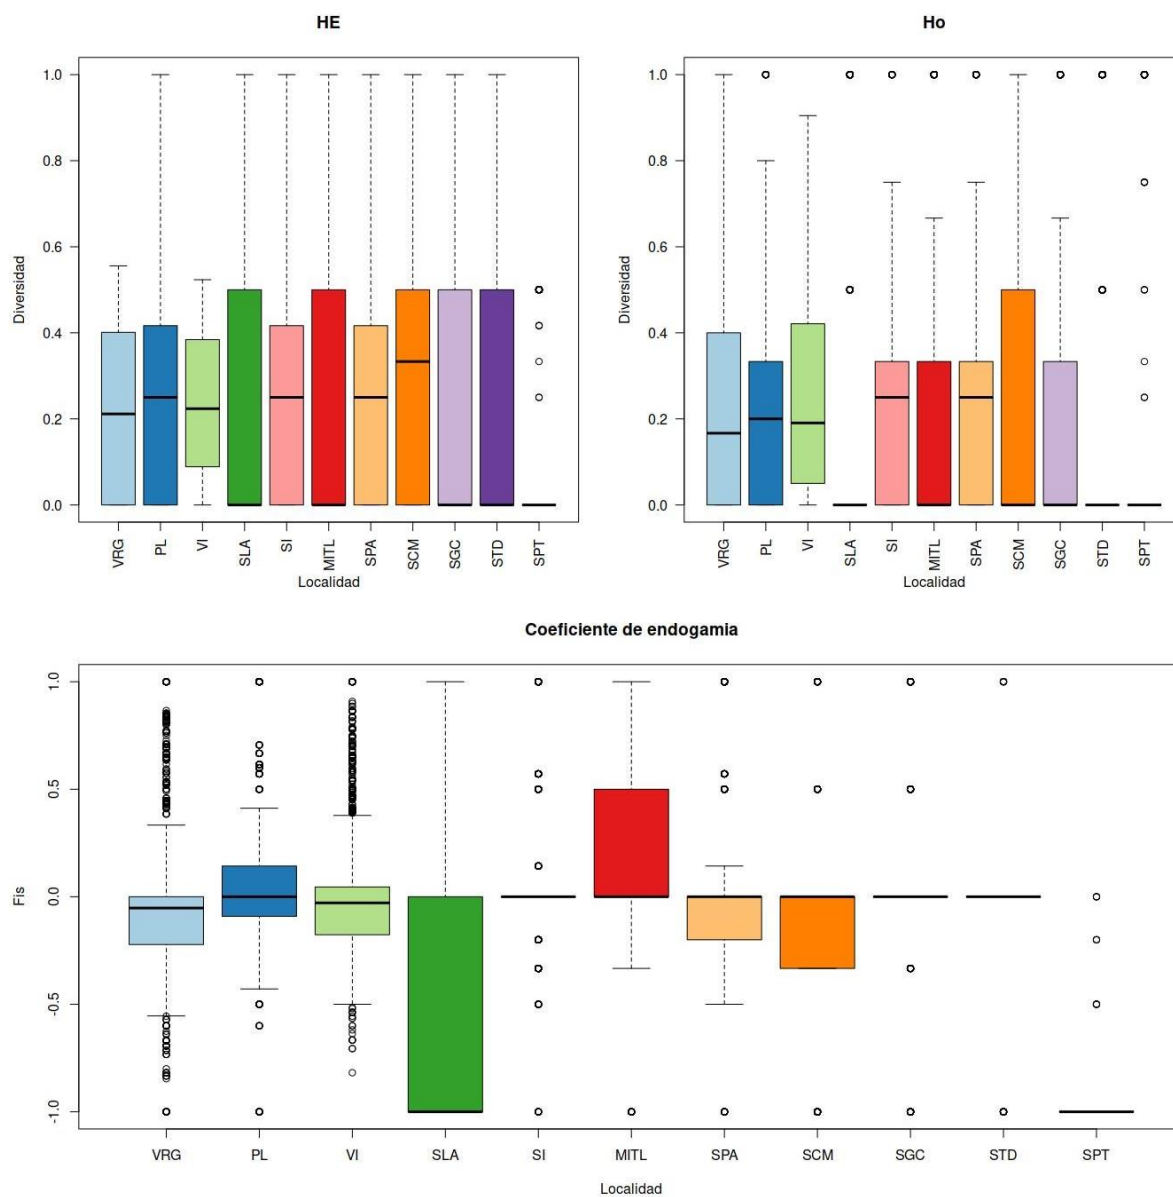 HE
Diversidad
1.0
0.8
0.6
0.4
0.2
0.0
VRG PL VI SLA SI MITL SPA SCM SGC STD SPT
Localidad
Ho
Diversidad
1.0
0.8
0.6
0.4
0.2
0.0
VRG PL VI SLA SI MITL SPA SCM SGC STD SPT
Localidad
Coeficiente de endogamia
Fis
1.0
0.5
0.0
-0.5
-1.0
VRG PL VI SLA SI MITL SPA SCM SGC STD SPT
Localidad